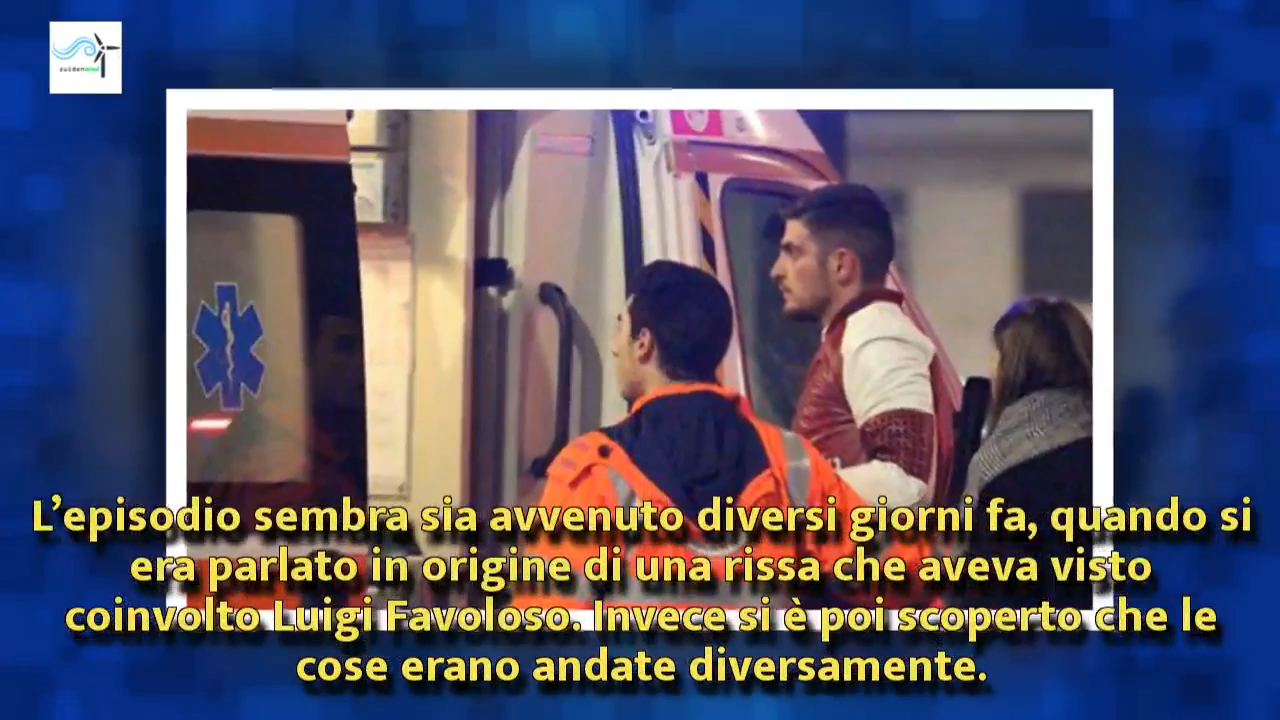 zuüdenwind
L'episodio sembra sia avvenuto diversi giorni fa, quando si
era parlato in origine di una rissa che aveva visto
coinvolto Luigi Favoloso. Invece si è poi scoperto che le
cose erano andate diversamente.